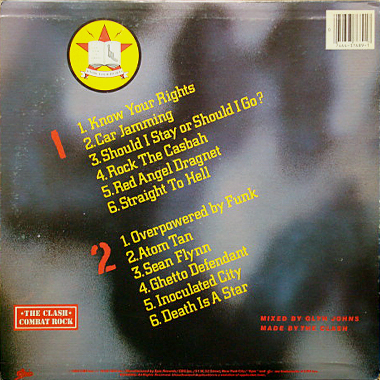 1
1. Know Your Rights
2. Car Jamming
3. Should I Stay or Should I Go?
4. Rock The Casbah
5. Red Angel Dragnet
6. Straight To Hell
2
1. Overpowered by Funk
2. Atom Tan
3. Sean Flynn
4. Ghetto Defendant
5. Inoculated City
6. Death Is A Star
• THE CLASH •
COMBAT ROCK
MIXED BY GLYN JOHNS
MADE BY THE CLASH